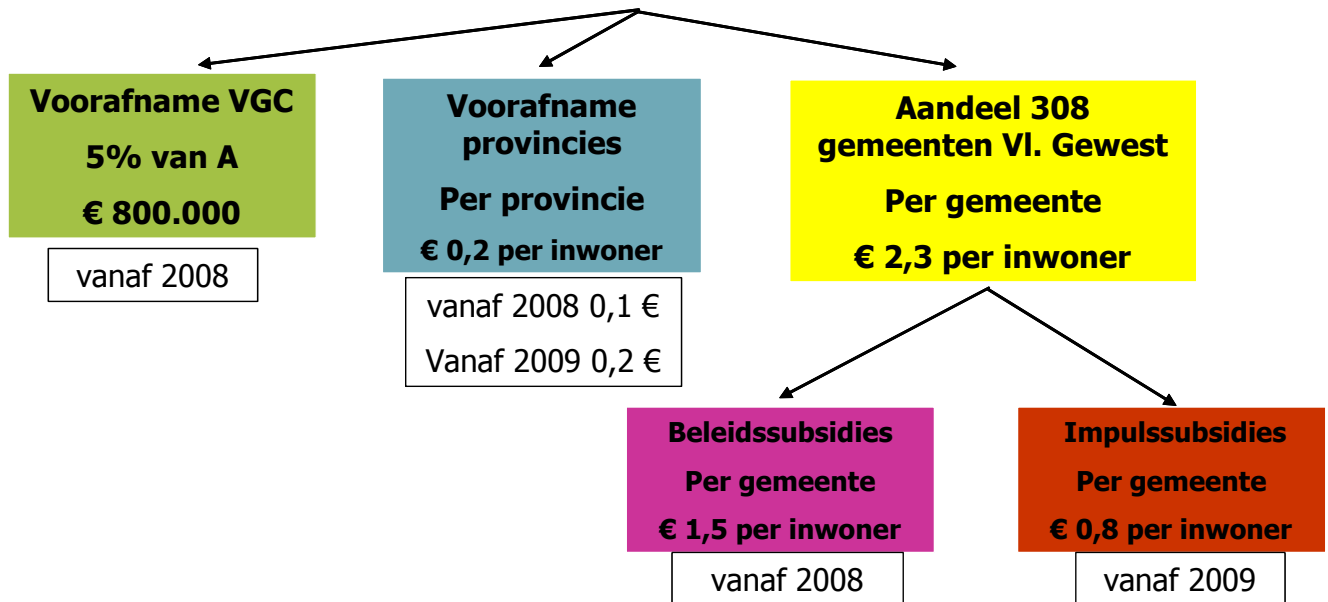 Voorafname VGC
5% van A
€ 800.000
vanaf 2008
Voorafname
provincies
Per provincie
€ 0,2 per inwoner
vanaf 2008 0,1 €
Vanaf 2009 0,2 €
Aandeel 308
gemeenten Vl. Gewest
Per gemeente
€ 2,3 per inwoner
Beleidssubsidies
Per gemeente
€ 1,5 per inwoner
vanaf 2008
Impulssubsidies
Per gemeente
€ 0,8 per inwoner
vanaf 2009